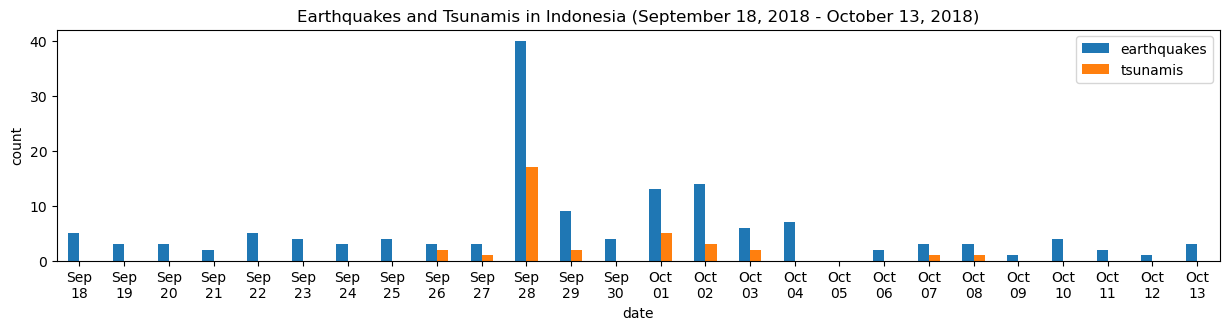 Earthquakes and Tsunamis in Indonesia (September 18, 2018 - October 13, 2018)
earthquakes
tsunamis
count
40
30
20
10
0
Sep Sep Sep Sep Sep Sep Sep Sep Sep Sep Sep Sep Sep Oct Oct Oct Oct Oct Oct Oct Oct Oct Oct Oct Oct Oct
18 19 20 21 22 23 24 25 26 27 28 29 30 01 02 03 04 05 06 07 08 09 10 11 12 13
date